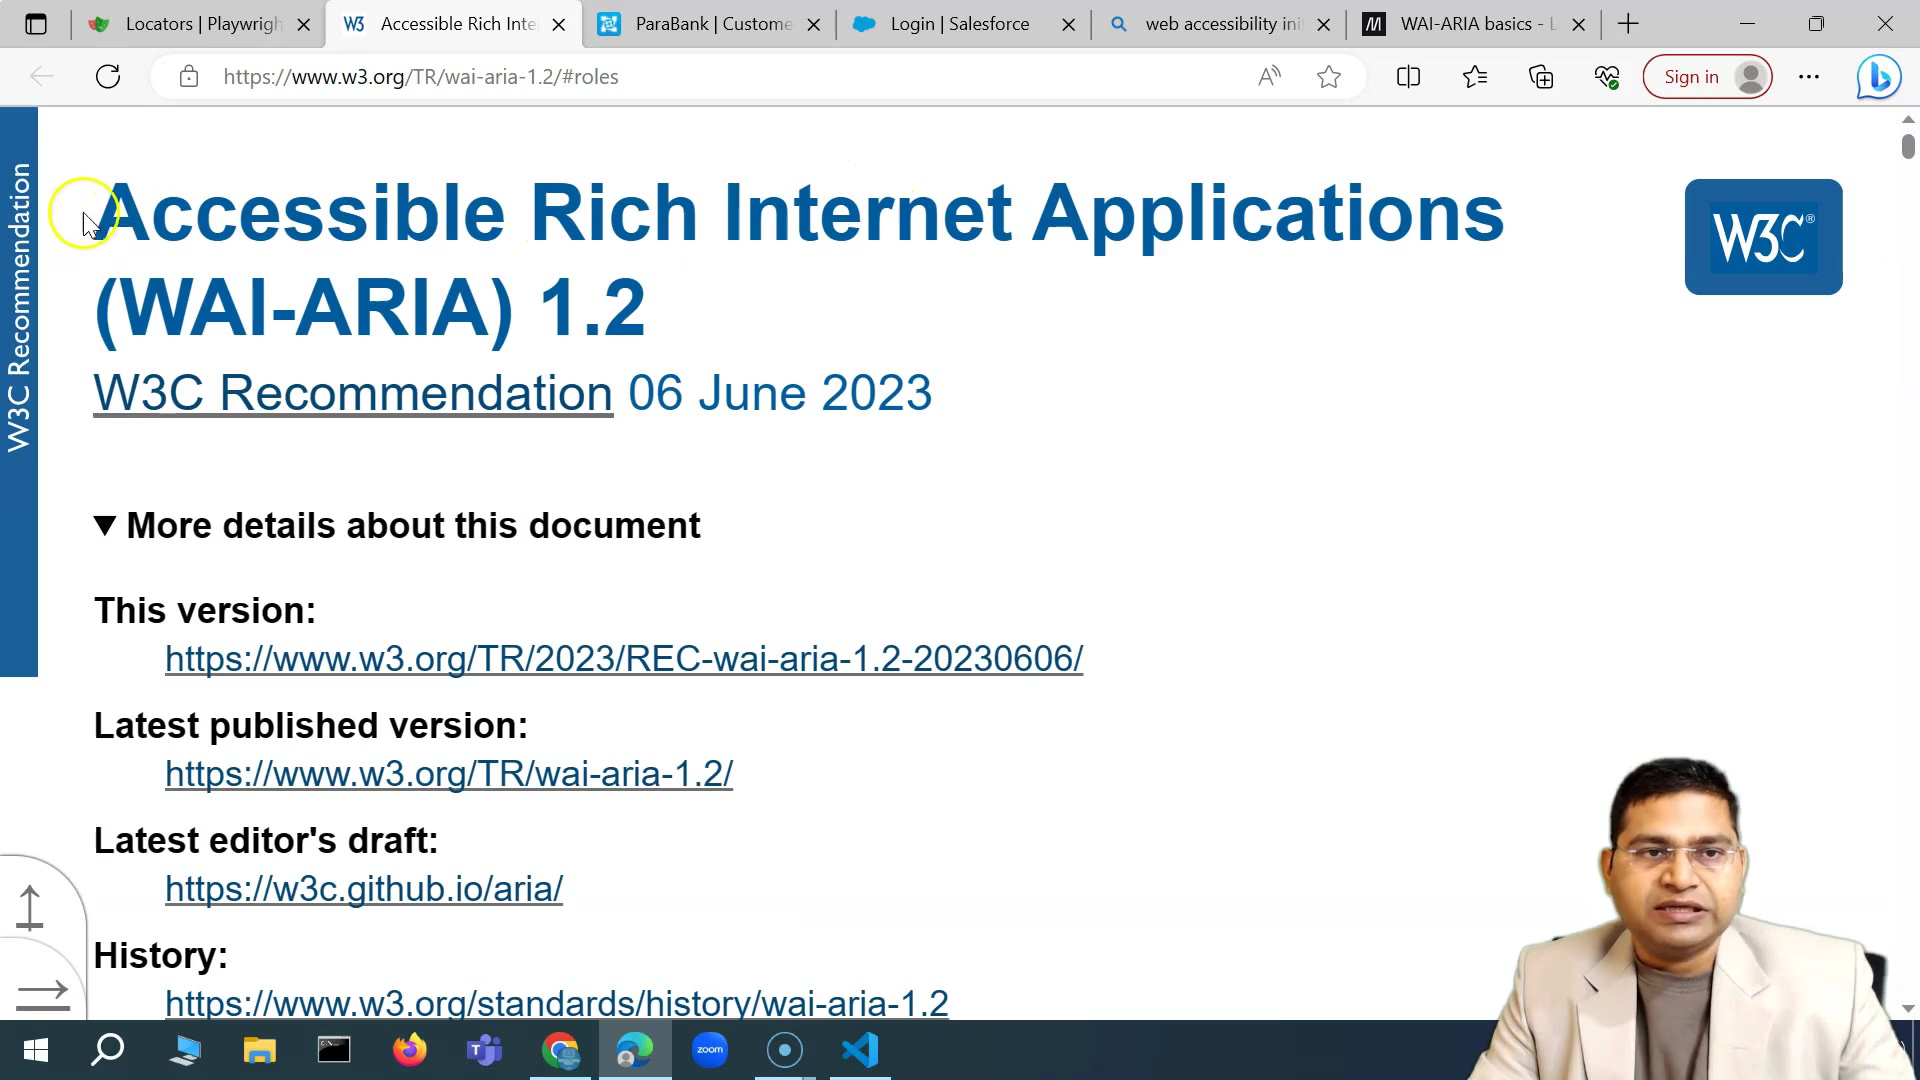 Locators | Playwrigh
Accessible Rich Inte
ParaBank | Custome
Login | Salesforce
web accessibility ini
WAI-ARIA basics - L
https://www.w3.org/TR/wai-aria-1.2/#roles
Sign in
W3C Recommendation
Accessible Rich Internet Applications
(WAI-ARIA) 1.2
W3C®
W3C Recommendation 06 June 2023
▼ More details about this document
This version:
https://www.w3.org/TR/2023/REC-wai-aria-1.2-20230606/
Latest published version:
https://www.w3.org/TR/wai-aria-1.2/
Latest editor's draft:
https://w3c.github.io/aria/
History:
https://www.w3.org/standards/history/wai-aria-1.2
zoom